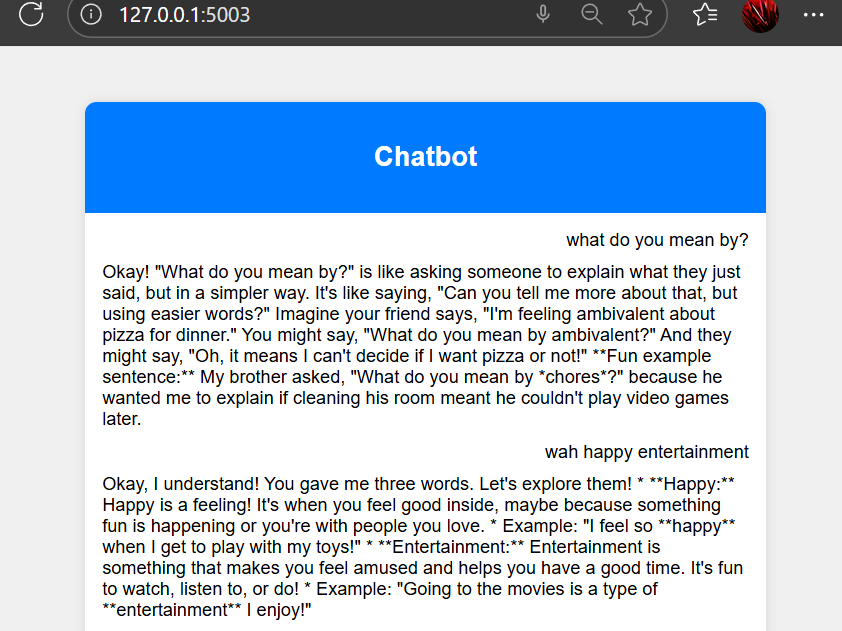 127.0.0.1:5003
Chatbot
what do you mean by?
Okay! "What do you mean by?" is like asking someone to explain what they just
said, but in a simpler way. It's like saying, "Can you tell me more about that, but
using easier words?" Imagine your friend says, "I'm feeling ambivalent about
pizza for dinner." You might say, "What do you mean by ambivalent?" And they
might say, "Oh, it means I can't decide if I want pizza or not!" **Fun example
sentence:** My brother asked, "What do you mean by *chores*?" because he
wanted me to explain if cleaning his room meant he couldn't play video games
later.
wah happy entertainment
Okay, I understand! You gave me three words. Let's explore them! * **Happy:**
Happy is a feeling! It's when you feel good inside, maybe because something
fun is happening or you're with people you love. * Example: "I feel so **happy**
when I get to play with my toys!" * **Entertainment:** Entertainment is
something that makes you feel amused and helps you have a good time. It's fun
to watch, listen to, or do! * Example: "Going to the movies is a type of
**entertainment** I enjoy!"